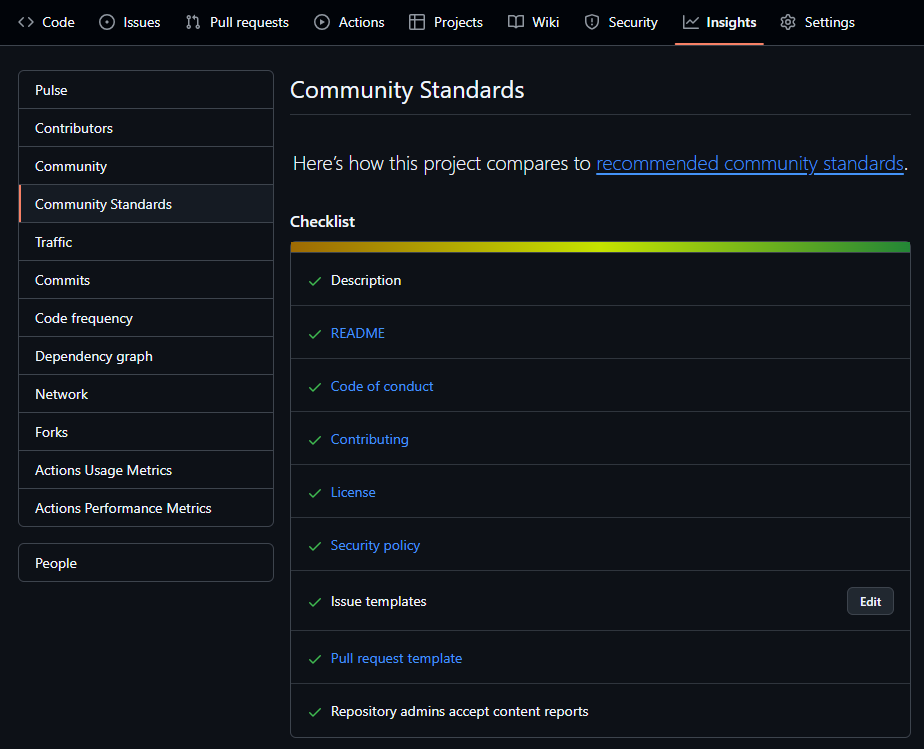 Code Issues Pull requests Actions Projects Wiki Security Insights Settings
Pulse
Contributors
Community
Community Standards
Traffic
Commits
Code frequency
Dependency graph
Network
Forks
Actions Usage Metrics
Actions Performance Metrics
People
Community Standards
Here’s how this project compares to recommended community standards.
Checklist
Description
README
Code of conduct
Contributing
License
Security policy
Issue templates Edit
Pull request template
Repository admins accept content reports